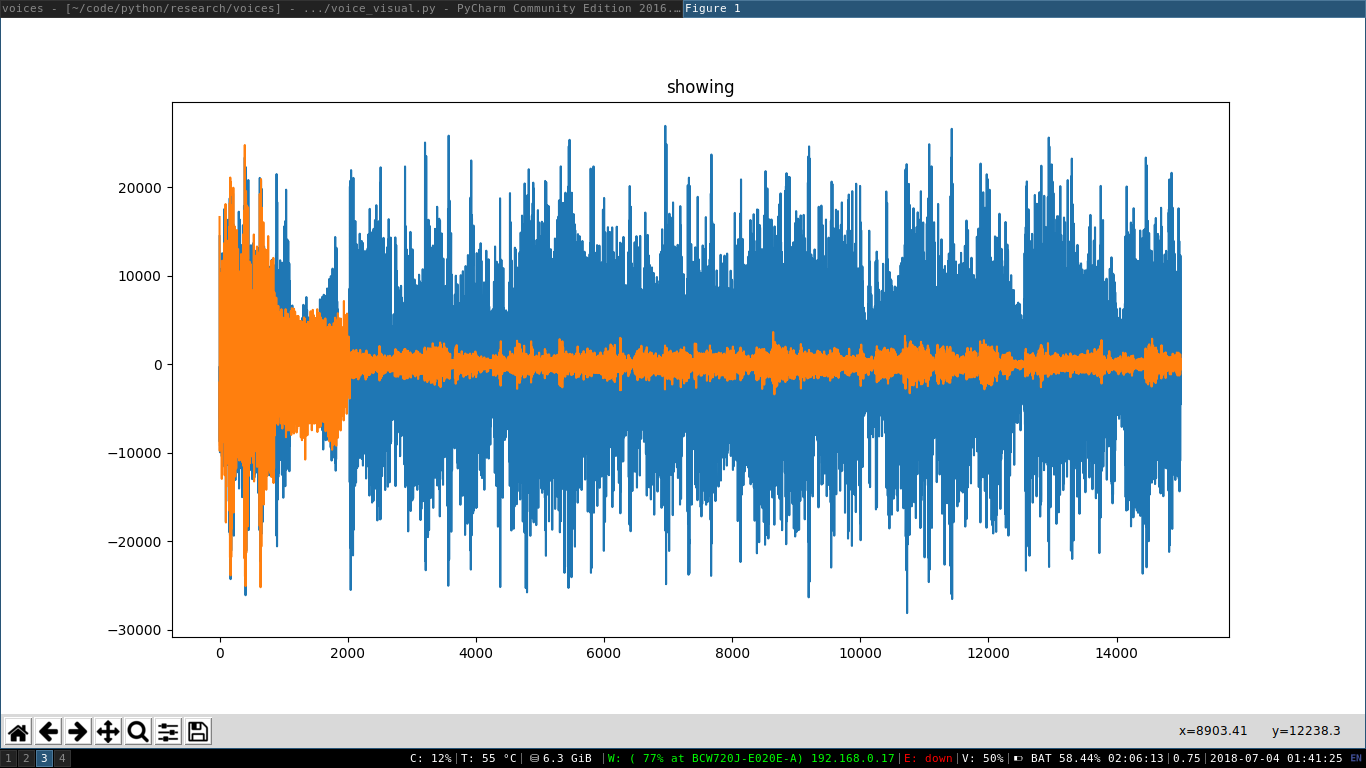 voices - [~/code/python/research/voices] - .../voice_visual.py - PyCharm Community Edition 2016.… Figure 1
showing
20000
10000
0
−10000
−20000
−30000
0 2000 4000 6000 8000 10000 12000 14000
x=8903.41 y=12238.3
1 2 3 4 C: 12%|T: 55 °C| 6.3 GiB |W: ( 77% at BCW720J-E020E-A) 192.168.0.17|E: down|V: 50%| BAT 58.44% 02:06:13|0.75|2018-07-04 01:41:25 EN